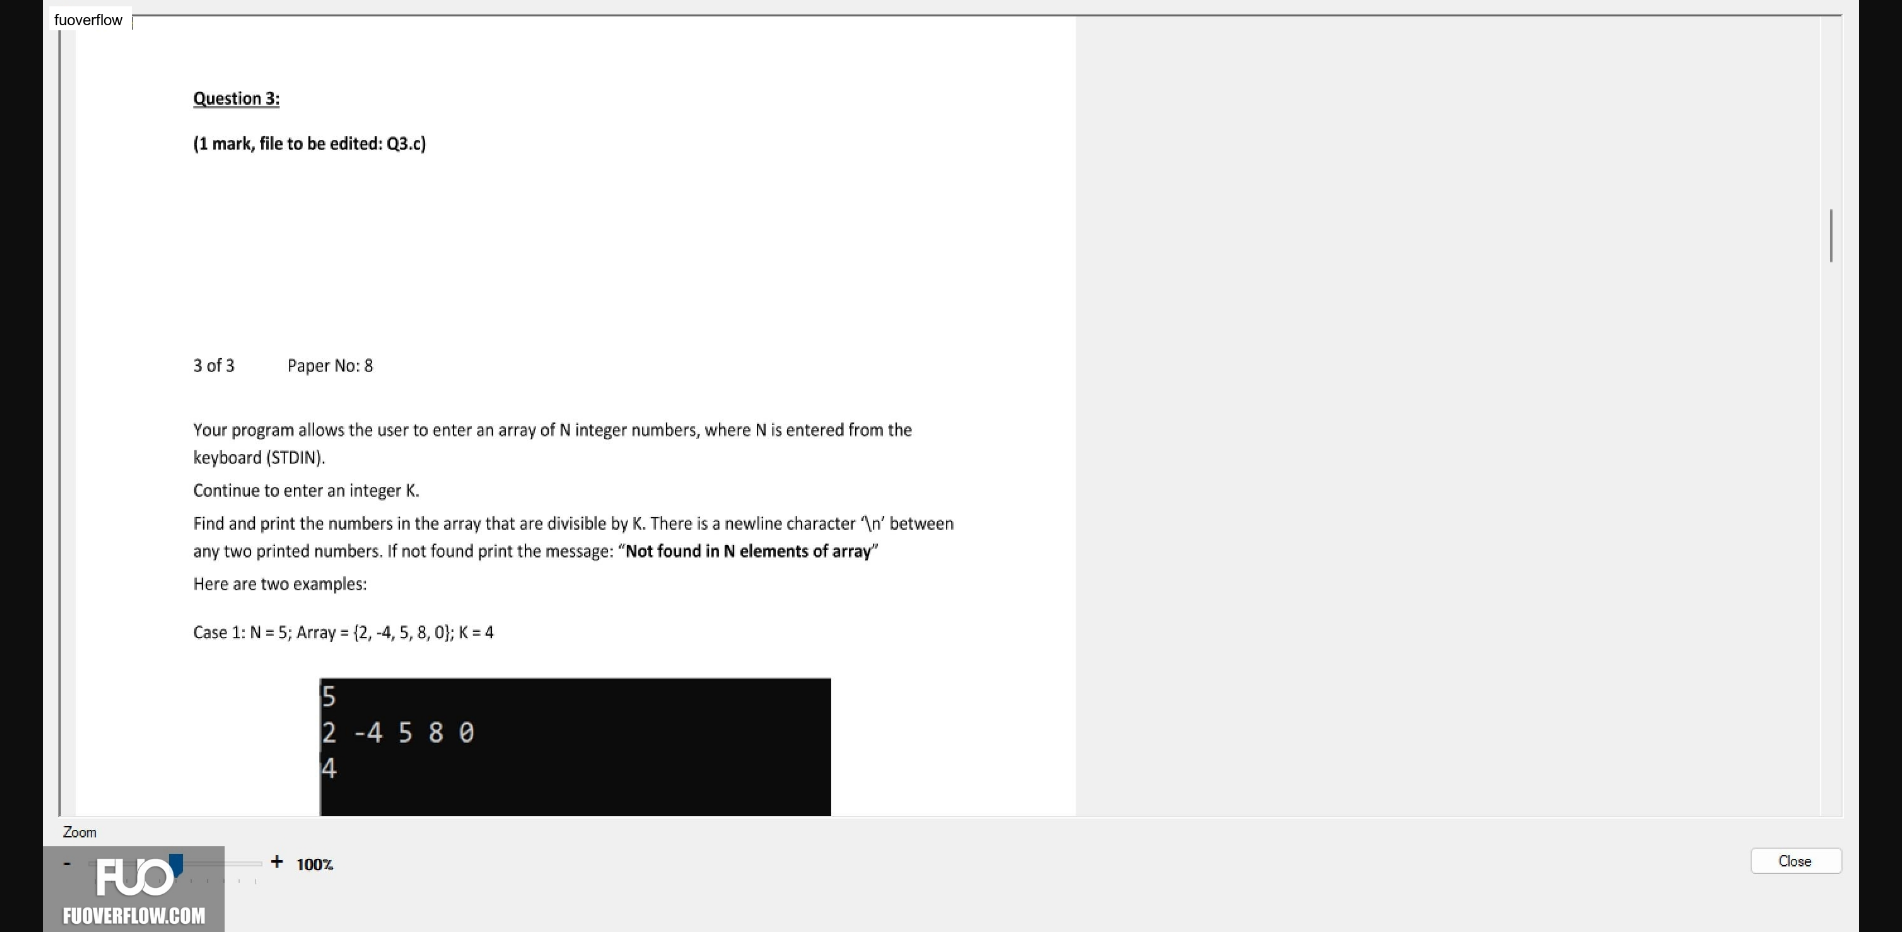 fuoverflow
Question 3:
(1 mark, file to be edited: Q3.c)
3 of 3 Paper No: 8
Your program allows the user to enter an array of N integer numbers, where N is entered from the
keyboard (STDIN).
Continue to enter an integer K.
Find and print the numbers in the array that are divisible by K. There is a newline character ‘\n’ between
any two printed numbers. If not found print the message: “Not found in N elements of array”
Here are two examples:
Case 1: N = 5; Array = {2, -4, 5, 8, 0}; K = 4
5
2 -4 5 8 0
4
Zoom
- + 100%
Close
FUO
FUOVERFLOW.COM